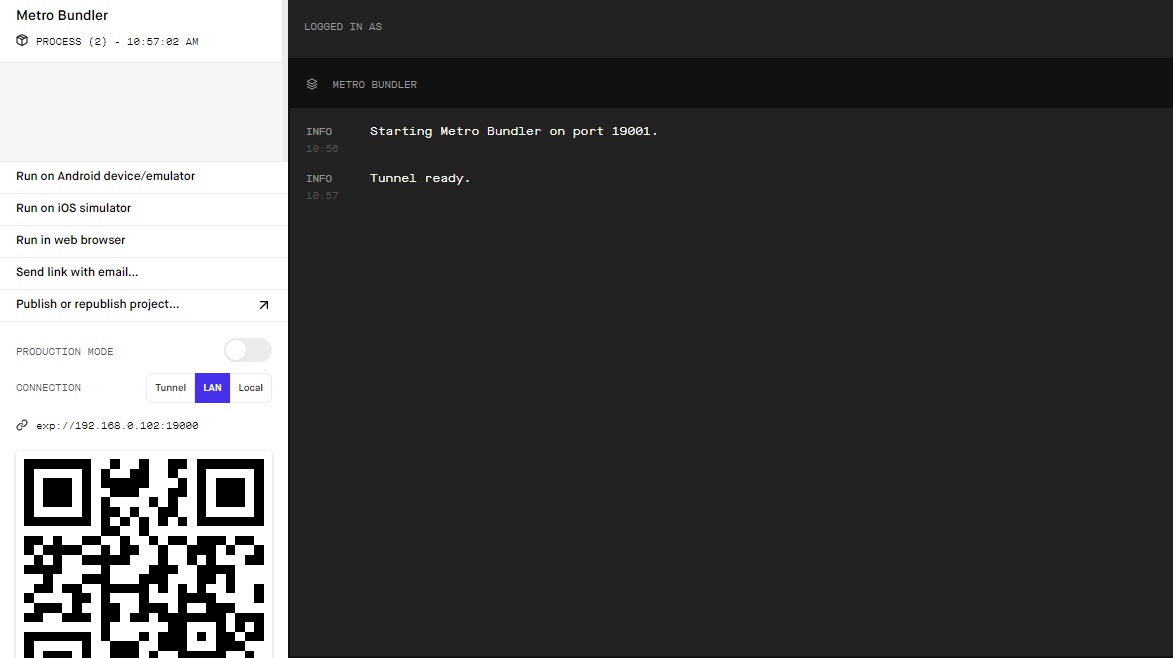 Metro Bundler
PROCESS (2) - 10:57:02 AM
Run on Android device/emulator
Run on iOS simulator
Run in web browser
Send link with email...
Publish or republish project...
PRODUCTION MODE
CONNECTION
Tunnel LAN Local
exp://192.168.0.102:19000
LOGGED IN AS
METRO BUNDLER
INFO Starting Metro Bundler on port 19001.
10:56
INFO Tunnel ready.
10:57